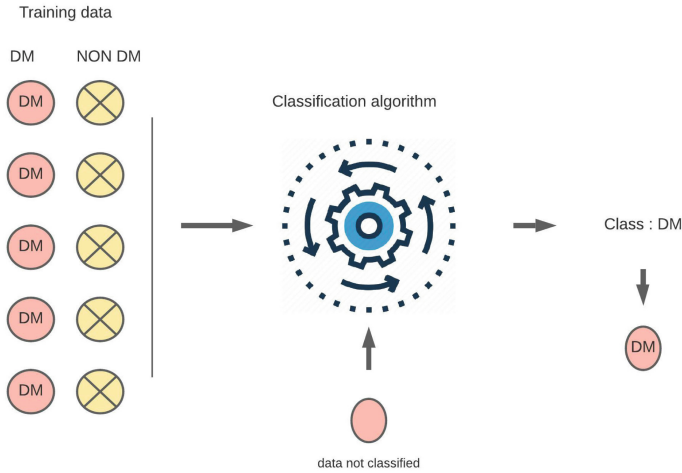 Training data
DM NON DM
DM
DM
DM
DM
DM
Classification algorithm
data not classified
Class : DM
DM